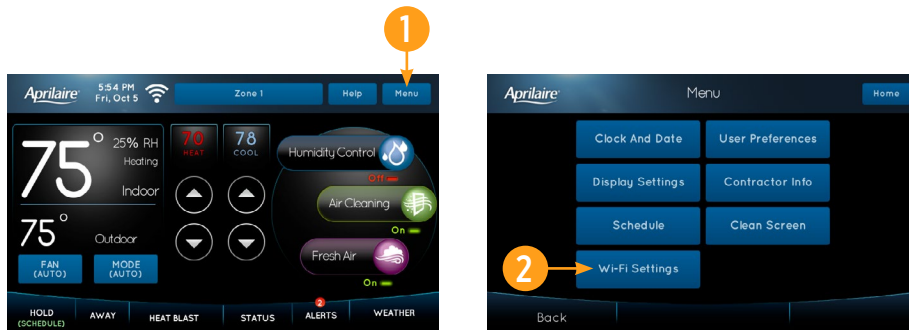 1
Aprilaire
5:54 PM
Fri, Oct 5
Zone 1
Help
Menu
75°
25% RH
Heating
Indoor
75°
Outdoor
FAN
(AUTO)
MODE
(AUTO)
70
HEAT
78
COOL
Humidity Control
Off
Air Cleaning
On
Fresh Air
On
HOLD
(SCHEDULE)
AWAY
HEAT BLAST
STATUS
2
ALERTS
WEATHER
Aprilaire
Menu
Home
Clock And Date
User Preferences
Display Settings
Contractor Info
Schedule
Clean Screen
2
Wi-Fi Settings
Back